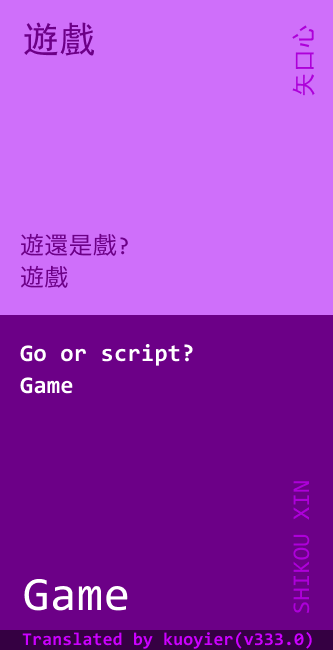 遊戲
矢口心
遊還是戲?
遊戲
Go or script?
Game
SHIKOU XIN
Game
Translated by kuoyier(v333.0)